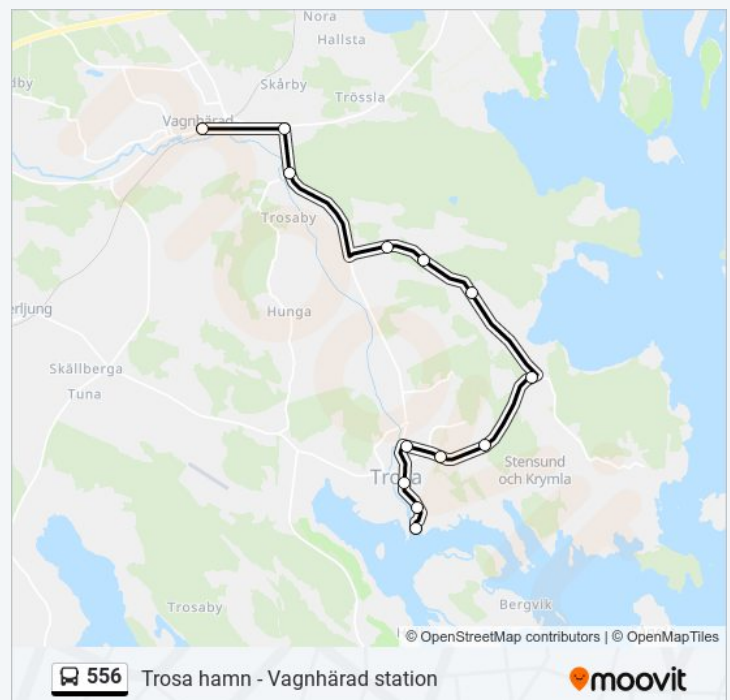 Nora
Hallsta
dby
Skårby
Trössla
Vagnhärad
Trosaby
erljung
Hunga
Skällberga
Tuna
Stensund
och Krymla
Trosa
Trosaby
Bergvik
© OpenStreetMap contributors | © OpenMapTiles
556 Trosa hamn - Vagnhärad station
moovit